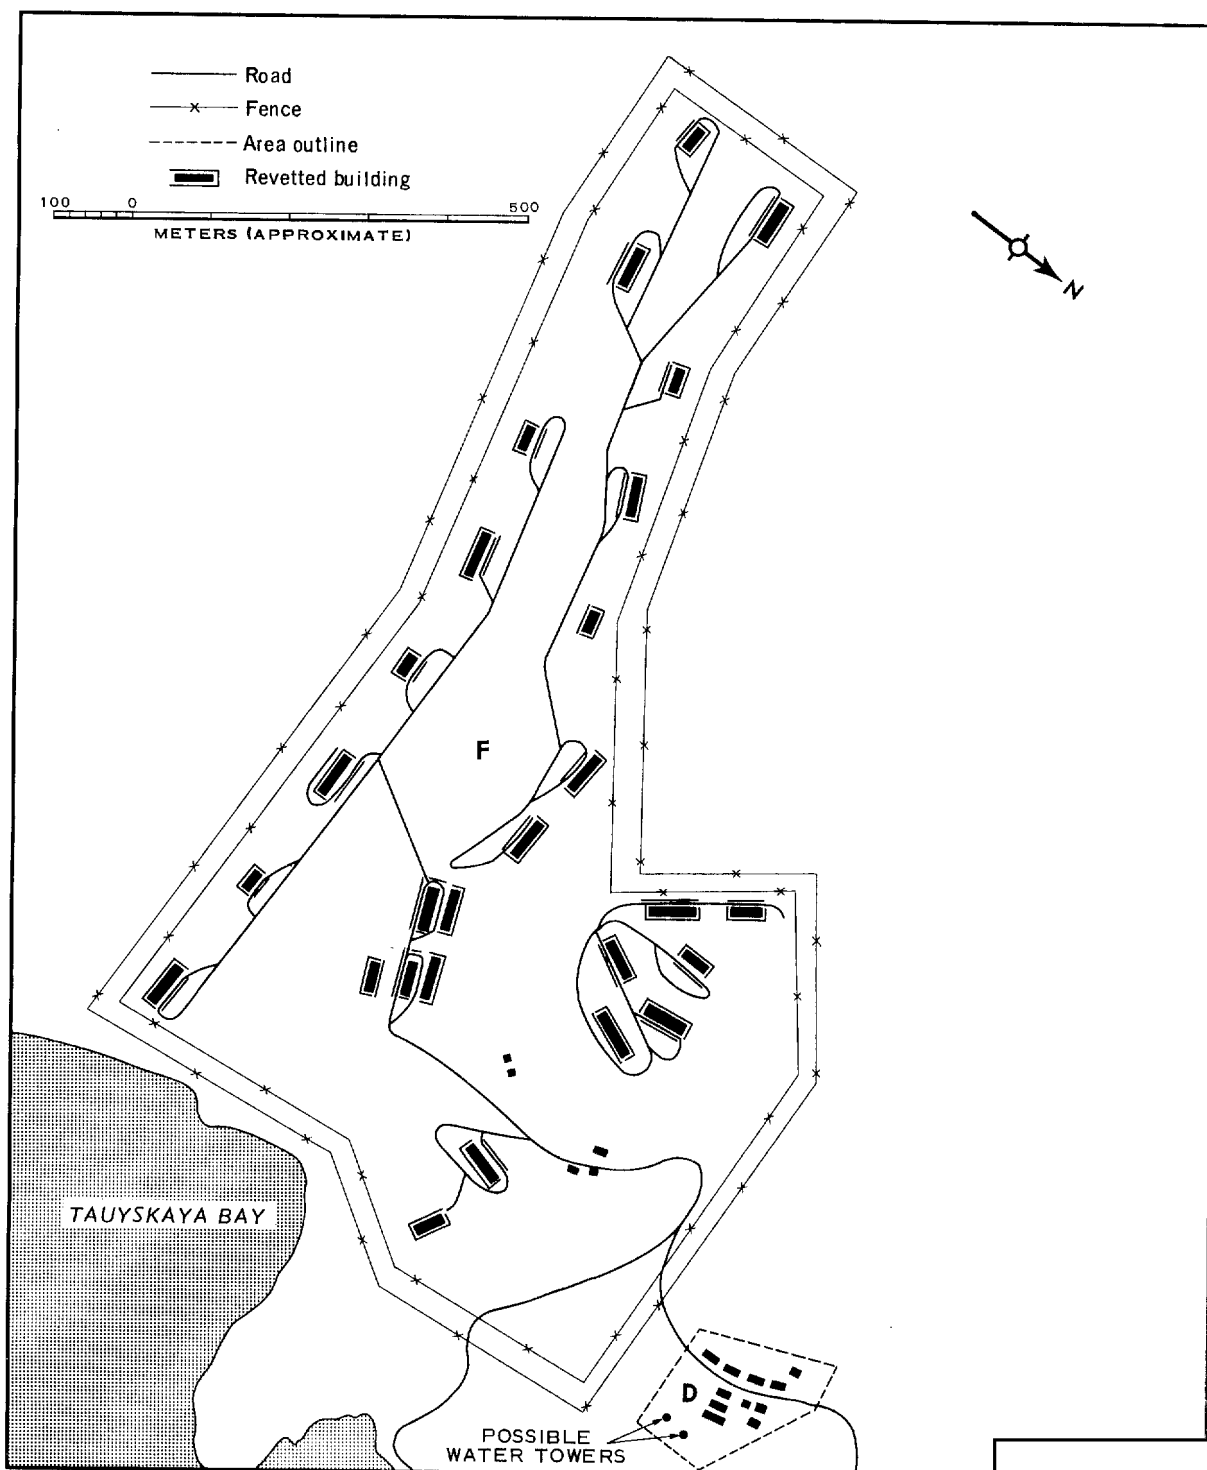 Road
Fence
Area outline
Revetted building
100 0 500
METERS (APPROXIMATE)
N
F
TAUYSKAYA BAY
D
POSSIBLE
WATER TOWERS